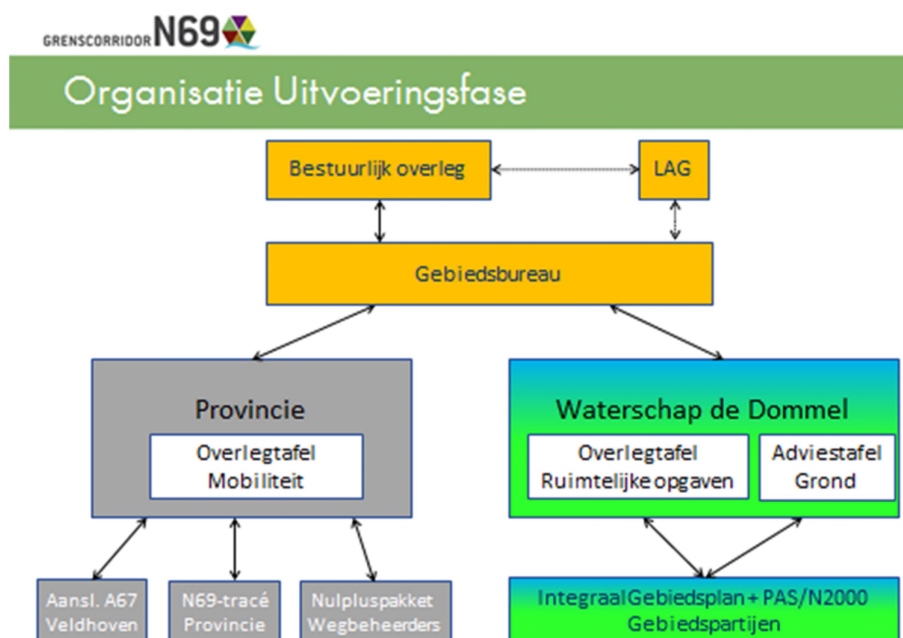 GRENSCORRIDOR N69
Organisatie Uitvoeringsfase
Bestuurlijk overleg
LAG
Gebiedsbureau
Provincie
Overlegtafel
Mobiliteit
Waterschap de Dommel
Overlegtafel
Ruimtelijke opgaven
Adviestafel
Grond
Aansl. A67
Veldhoven
N69-tracé
Provincie
Nulpluspakket
Wegbeheerders
Integraal Gebiedsplan + PAS/N2000
Gebiedspartijen